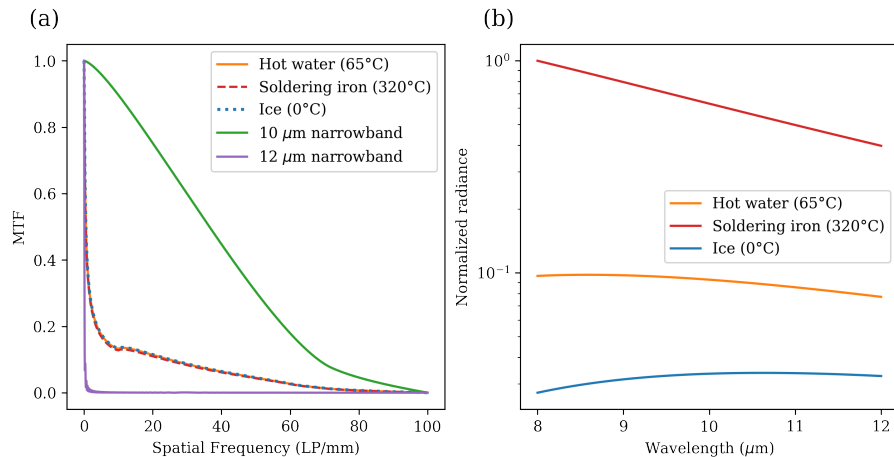 (a)
1.0
0.8
0.6
0.4
0.2
0.0
MTF
Hot water (65°C)
Soldering iron (320°C)
Ice (0°C)
10 μm narrowband
12 μm narrowband
0 20 40 60 80 100
Spatial Frequency (LP/mm)
(b)
10⁰
10⁻¹
Normalized radiance
Hot water (65°C)
Soldering iron (320°C)
Ice (0°C)
8 9 10 11 12
Wavelength (μm)